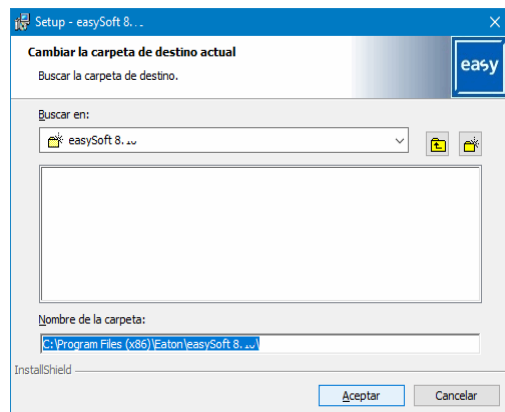 Setup - easySoft 8.
Cambiar la carpeta de destino actual
Buscar la carpeta de destino.
easy
Buscar en:
easySoft 8.
Nombre de la carpeta:
C:\Program Files (x86)\Eaton\easySoft 8.
InstallShield
Aceptar
Cancelar